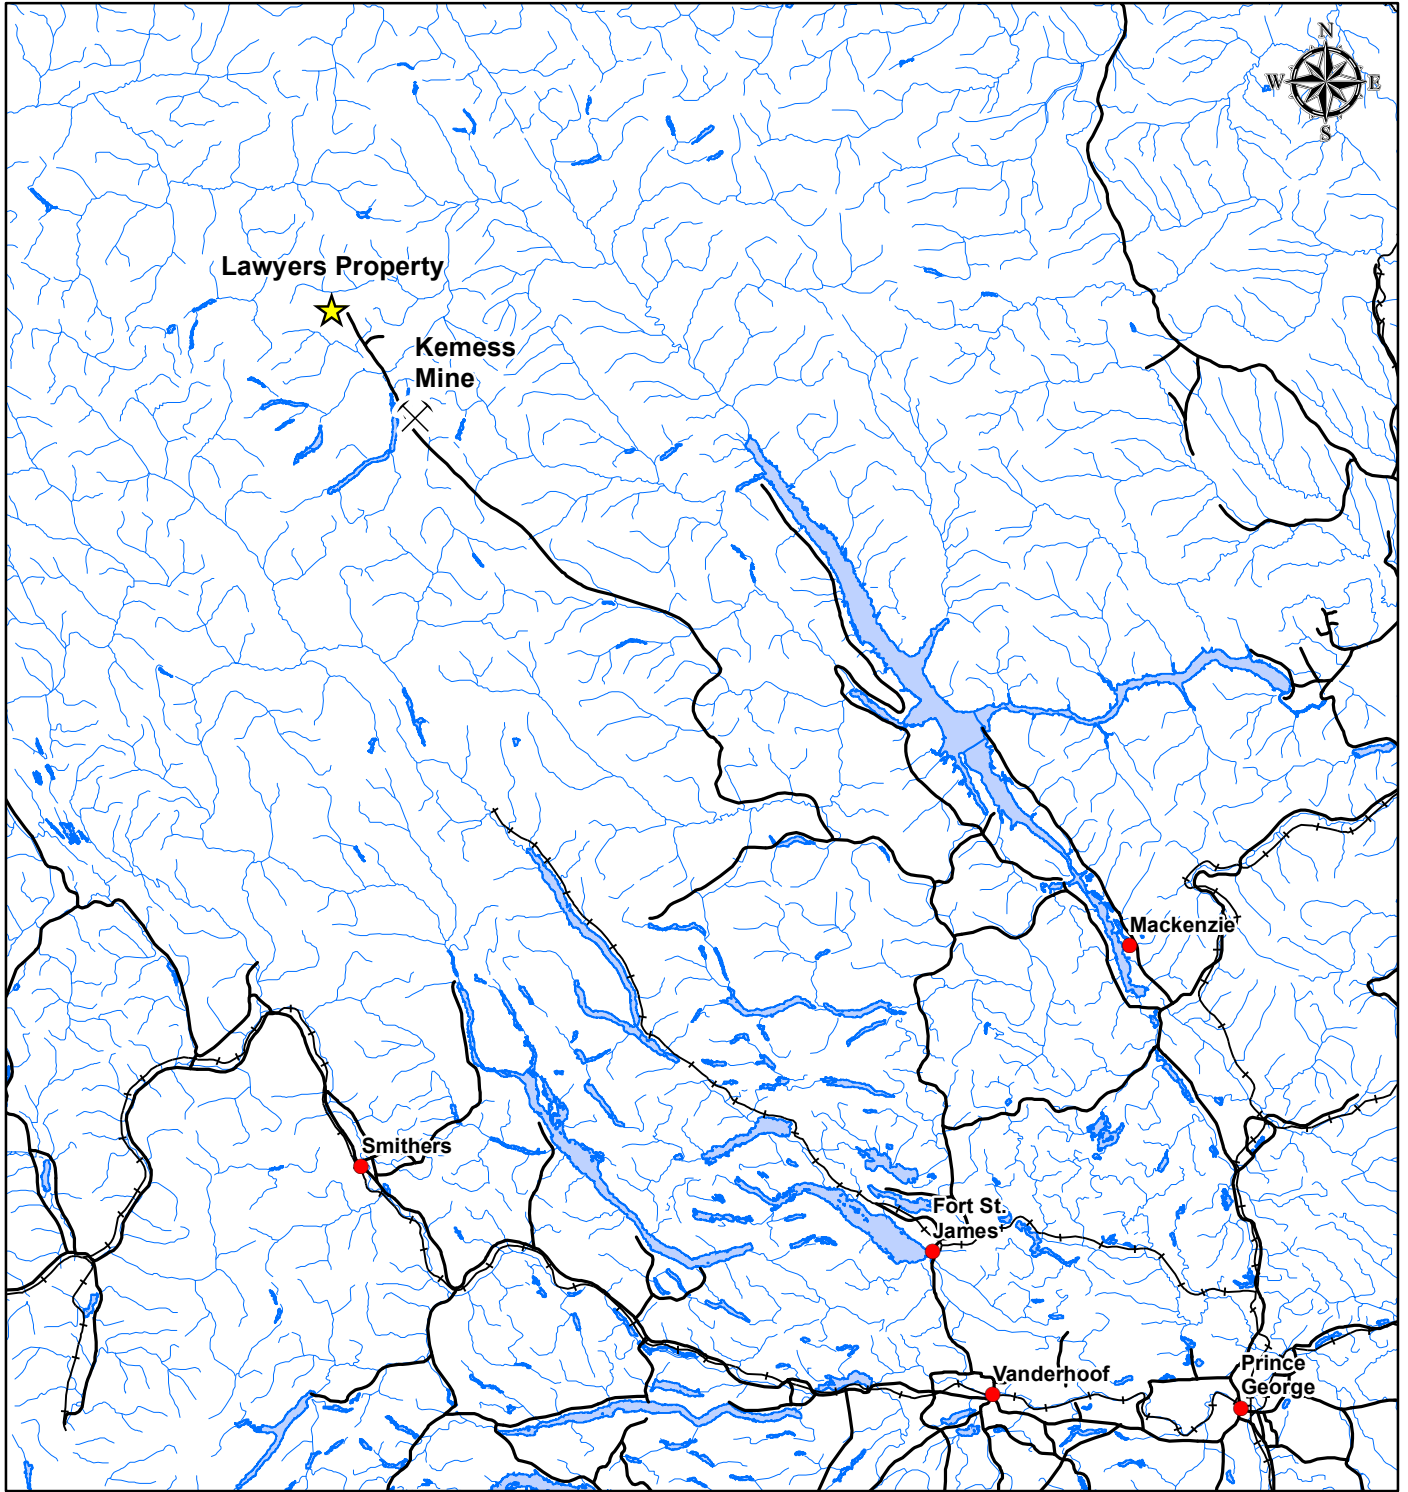 N
W
E
S
Lawyers Property
Kemess
Mine
Mackenzie
Smithers
Fort St.
James
Vanderhoof
Prince
George